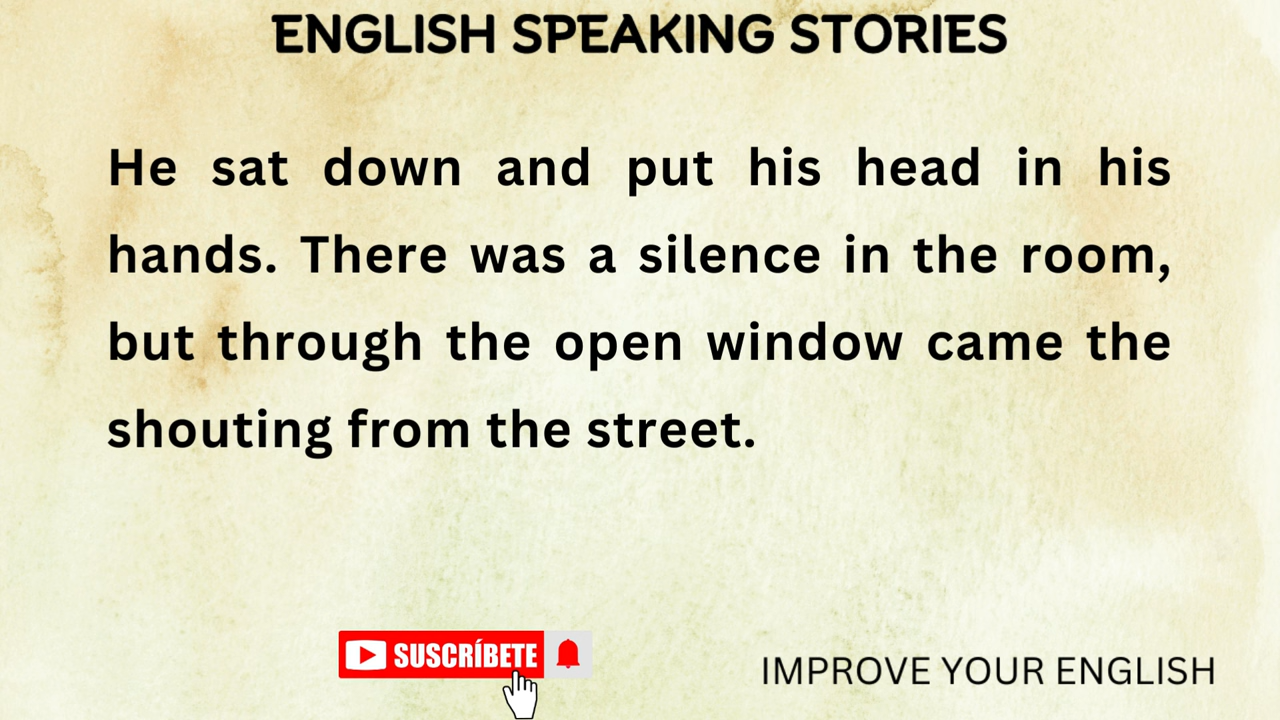 ENGLISH SPEAKING STORIES
He sat down and put his head in his
hands. There was a silence in the room,
but through the open window came the
shouting from the street.
SUSCRÍBETE
IMPROVE YOUR ENGLISH